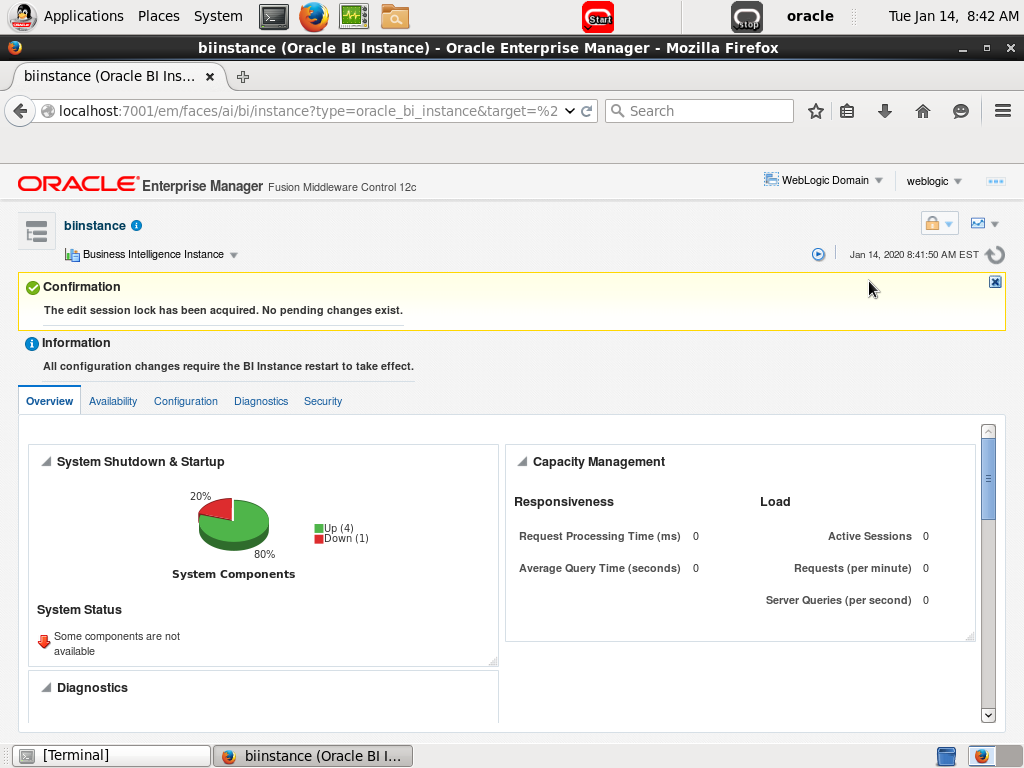 Applications Places System Start stop oracle Tue Jan 14, 8:42 AM
biinstance (Oracle BI Instance) - Oracle Enterprise Manager - Mozilla Firefox
biinstance (Oracle BI Ins...
localhost:7001/em/faces/ai/bi/instance?type=oracle_bi_instance&target=%2 Search
ORACLE Enterprise Manager Fusion Middleware Control 12c WebLogic Domain weblogic
biinstance
Business Intelligence Instance Jan 14, 2020 8:41:50 AM EST
Confirmation
The edit session lock has been acquired. No pending changes exist.
Information
All configuration changes require the BI Instance restart to take effect.
Overview Availability Configuration Diagnostics Security
System Shutdown & Startup
20%
Up (4)
Down (1)
80%
System Components
System Status
Some components are not
available
Diagnostics
Capacity Management
Responsiveness Load
Request Processing Time (ms) 0 Active Sessions 0
Average Query Time (seconds) 0 Requests (per minute) 0
Server Queries (per second) 0
[Terminal] biinstance (Oracle BI I...